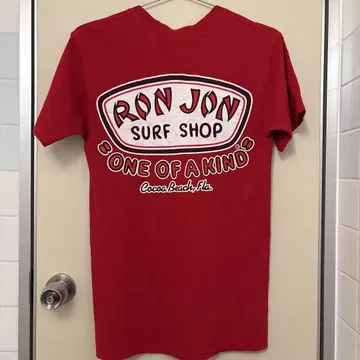 RON JON
SURF SHOP
ONE OF A KIND
Cocoa Beach, Fla.